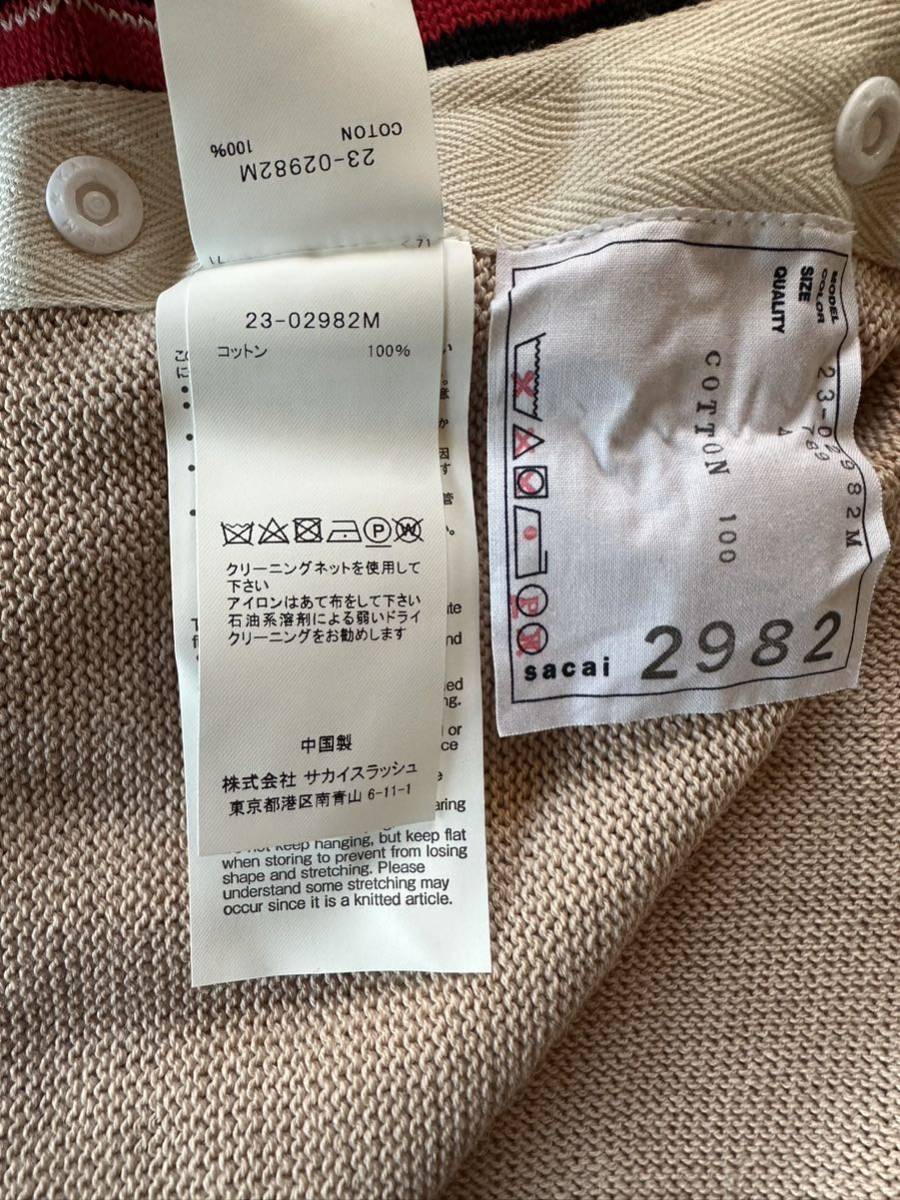 COTTON 100%
23-02982M
23-02982M
コットン 100%
クリーニングネットを使用して
下さい
アイロンはあて布をして下さい
石油系溶剤による弱いドライ
クリーニングをお勧めします
中国製
株式会社 サカイスラッシュ
東京都港区南青山 6-11-1
keep hanging, but keep flat
when storing to prevent from losing
shape and stretching. Please
understand some stretching may
occur since it is a knitted article.
MODEL 23-02982M
COLOR 789
SIZE 4
QUALITY
COTTON 100
sacai 2982